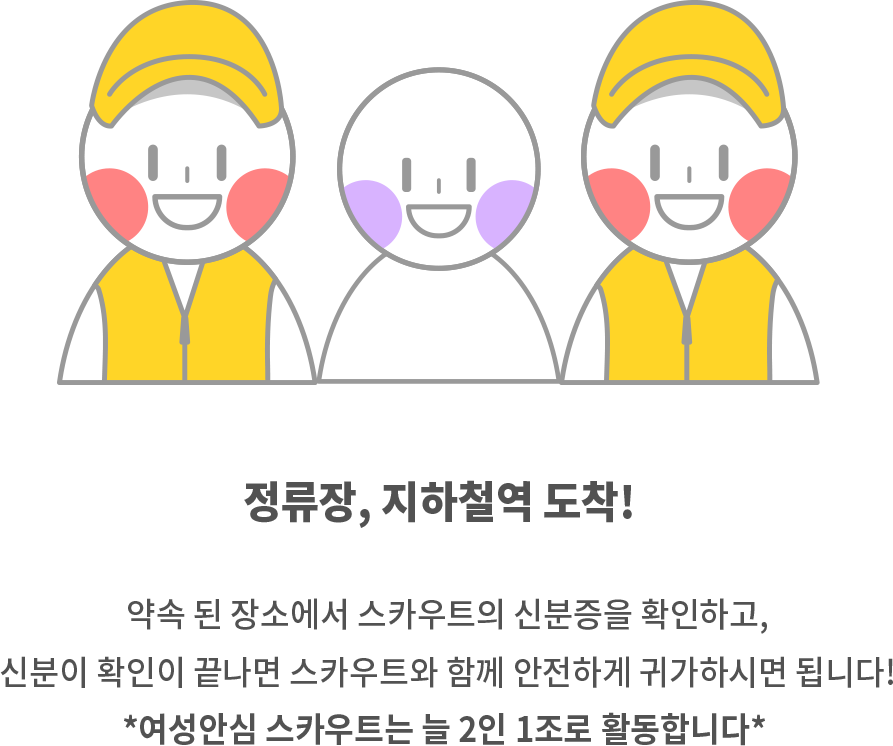 정류장, 지하철역 도착!
약속 된 장소에서 스카우트의 신분증을 확인하고,
신분이 확인이 끝나면 스카우트와 함께 안전하게 귀가하시면 됩니다!
*여성안심 스카우트는 늘 2인 1조로 활동합니다*